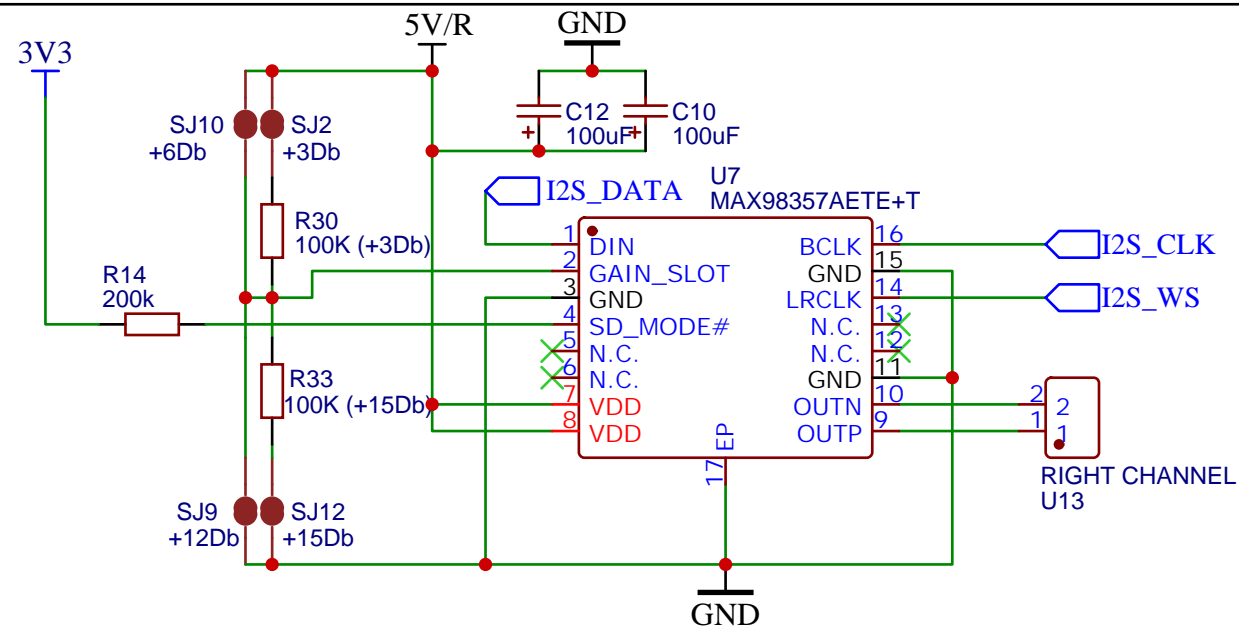 5V/R
GND
3V3
SJ10
+6Db
SJ2
+3Db
C12
100uF
+
C10
100uF
+
I2S_DATA
U7
MAX98357AETE+T
R30
100K (+3Db)
R14
200k
1
DIN
2
GAIN_SLOT
3
GND
4
SD_MODE#
5
N.C.
6
N.C.
7
VDD
8
VDD
BCLK
16
GND
15
LRCLK
14
N.C.
13
N.C.
12
GND
11
OUTN
10
OUTP
9
EP
17
I2S_CLK
I2S_WS
R33
100K (+15Db)
2
2
1
1
RIGHT CHANNEL
U13
SJ9
+12Db
SJ12
+15Db
GND